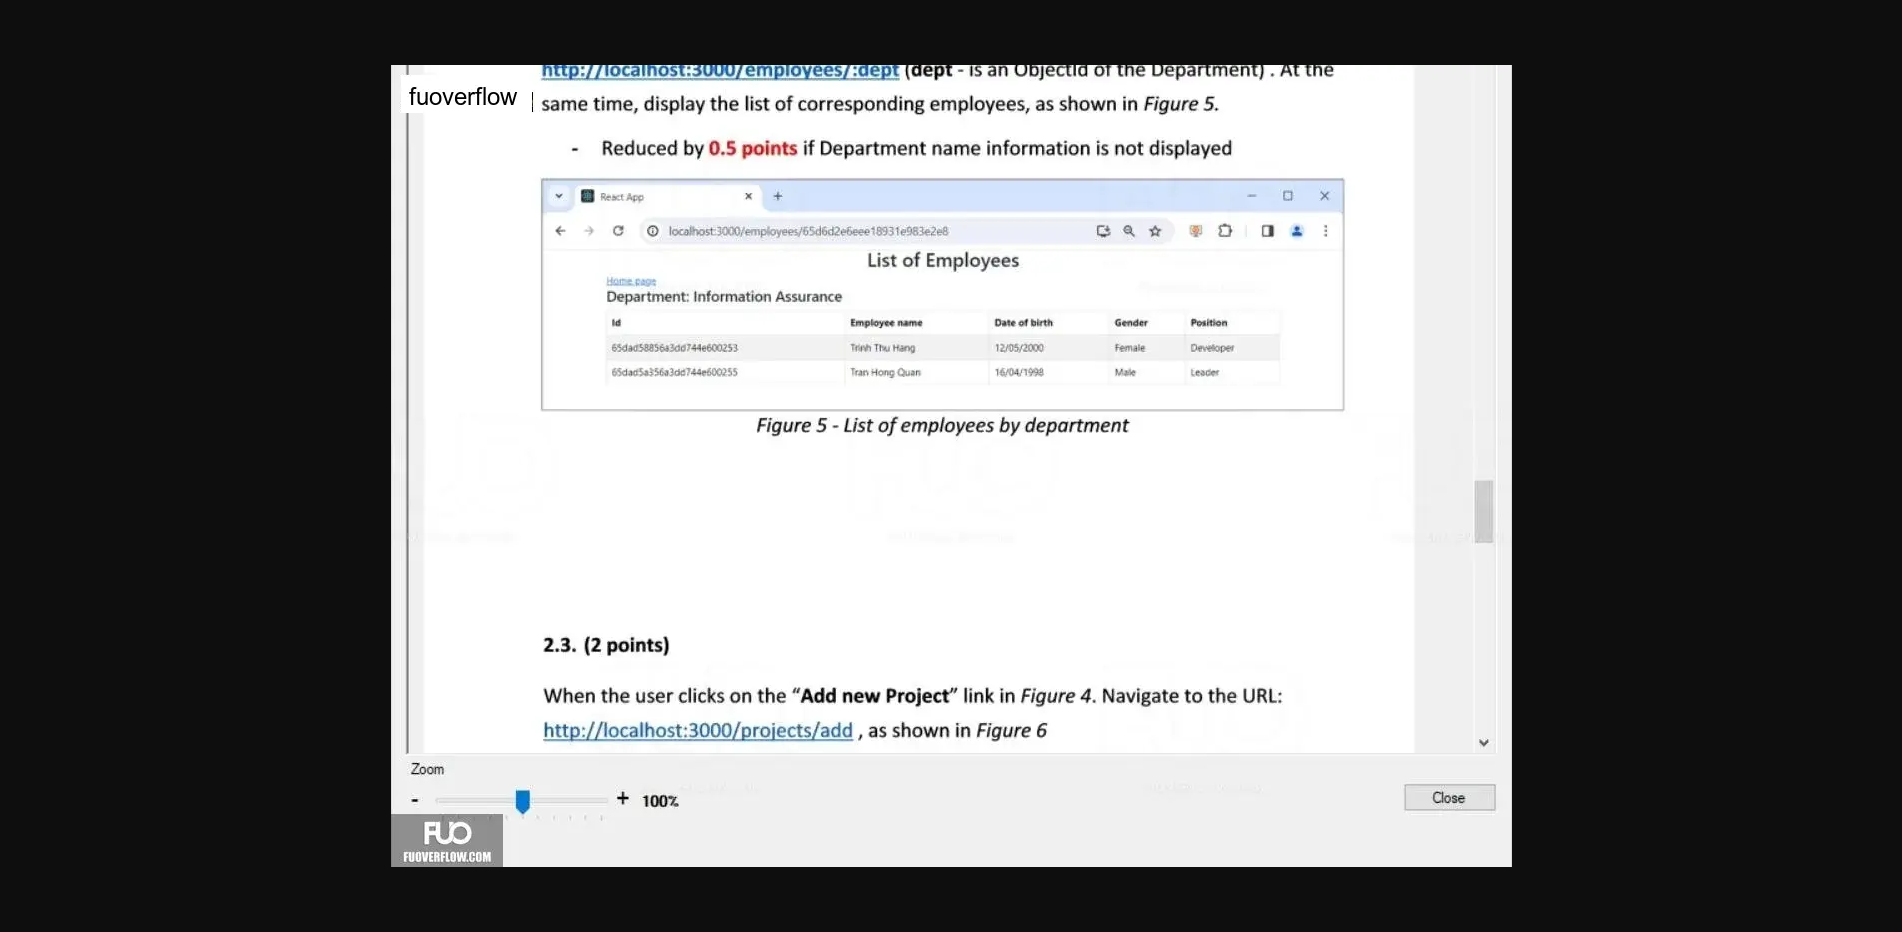 http://localhost:3000/employees/:dept (dept - is an ObjectId of the Department) . At the
fuoverflow
same time, display the list of corresponding employees, as shown in Figure 5.
- Reduced by 0.5 points if Department name information is not displayed
React App
localhost:3000/employees/65d6d2e6eee18931e983e2e8
List of Employees
Home page
Department: Information Assurance
Id Employee name Date of birth Gender Position
65dad58856a3dd744e600253 Trinh Thu Hang 12/05/2000 Female Developer
65dad5a356a3dd744e600255 Tran Hong Quan 16/04/1998 Male Leader
Figure 5 - List of employees by department
2.3. (2 points)
When the user clicks on the “Add new Project” link in Figure 4. Navigate to the URL:
http://localhost:3000/projects/add , as shown in Figure 6
Zoom
- + 100%
Close
FUO
FUOVERFLOW.COM